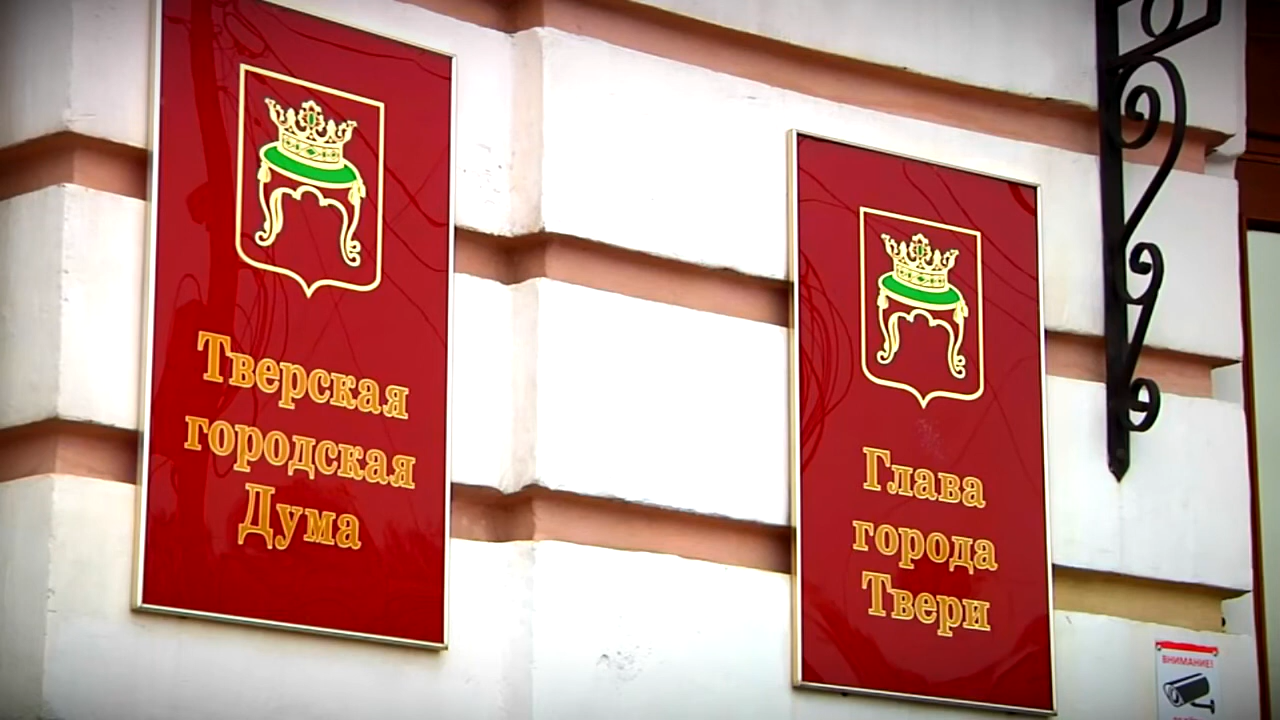 Тверская
городская
Дума
Глава
города
Твери
ВНИМАНИЕ!